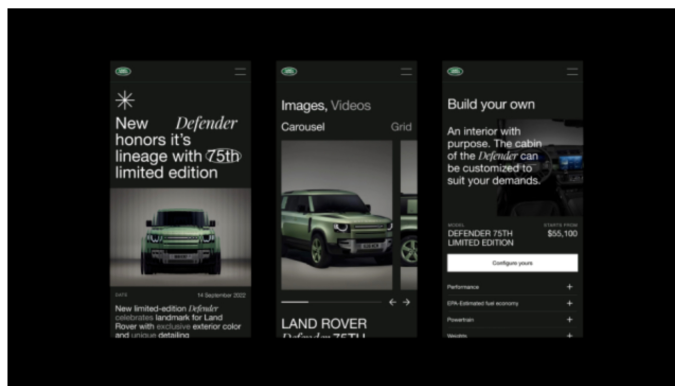 New Defender
honors it's
lineage with 75th
limited edition
DATE
14 September 2022
New limited-edition Defender
celebrates landmark for Land
Rover with exclusive exterior color
and unique detailing
Images, Videos
Carousel
Grid
LAND ROVER
Defender 75TH
Build your own
An interior with
purpose. The cabin
of the Defender can
be customized to
suit your demands.
MODEL
STARTS FROM
DEFENDER 75TH
LIMITED EDITION
$55,100
Configure yours
Performance
EPA-Estimated fuel economy
Powertrain
Weights